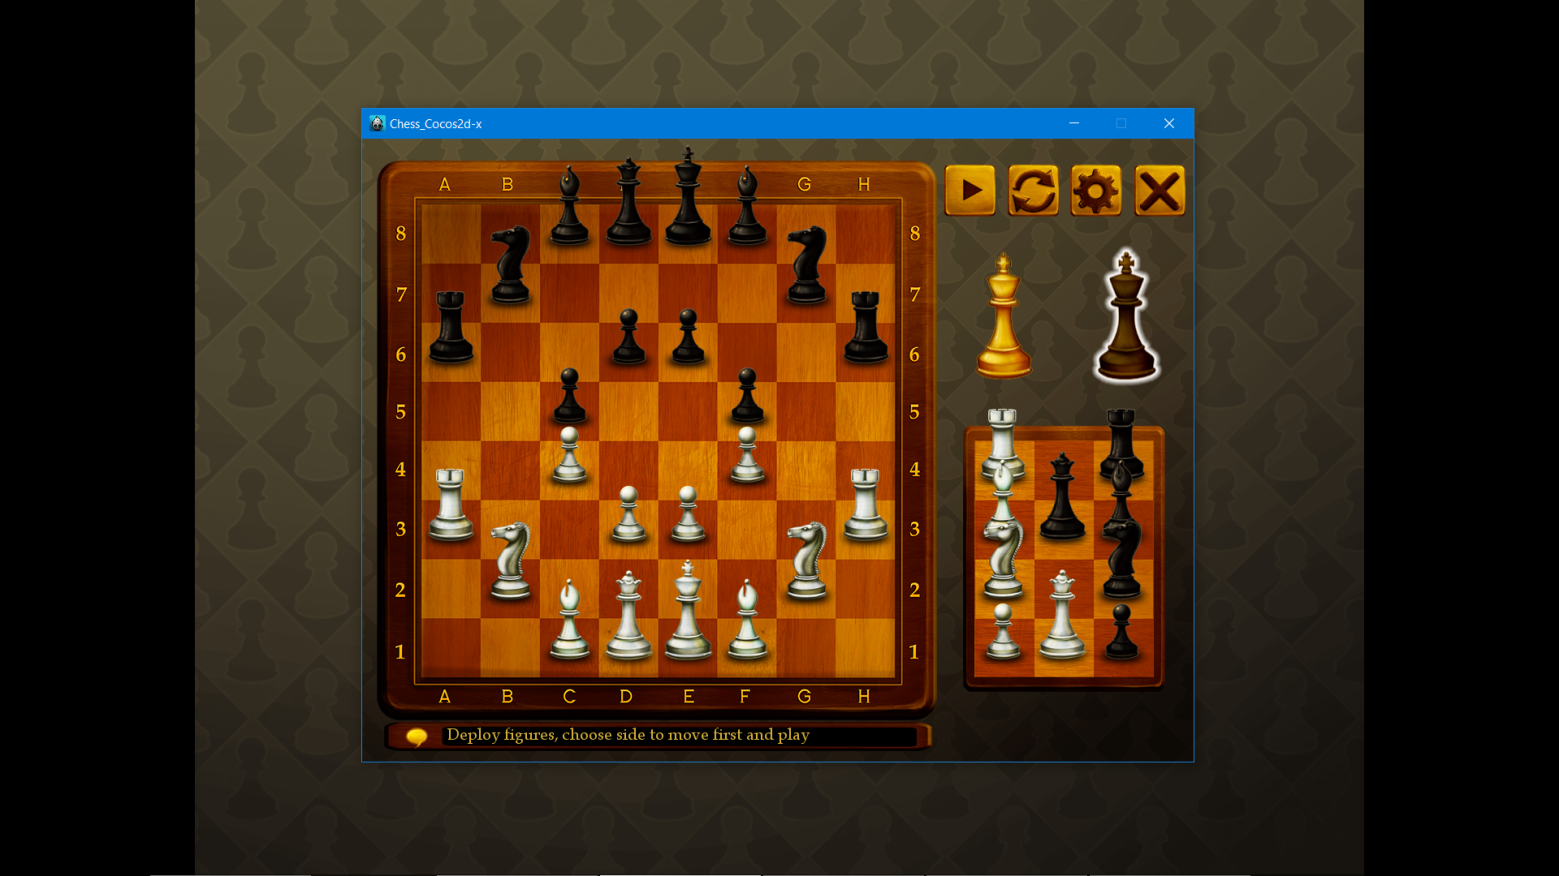 Chess_Cocos2d-x
A B G H
8 8
7 7
6 6
5 5
4 4
3 3
2 2
1 1
A B C D E F G H
Deploy figures, choose side to move first and play